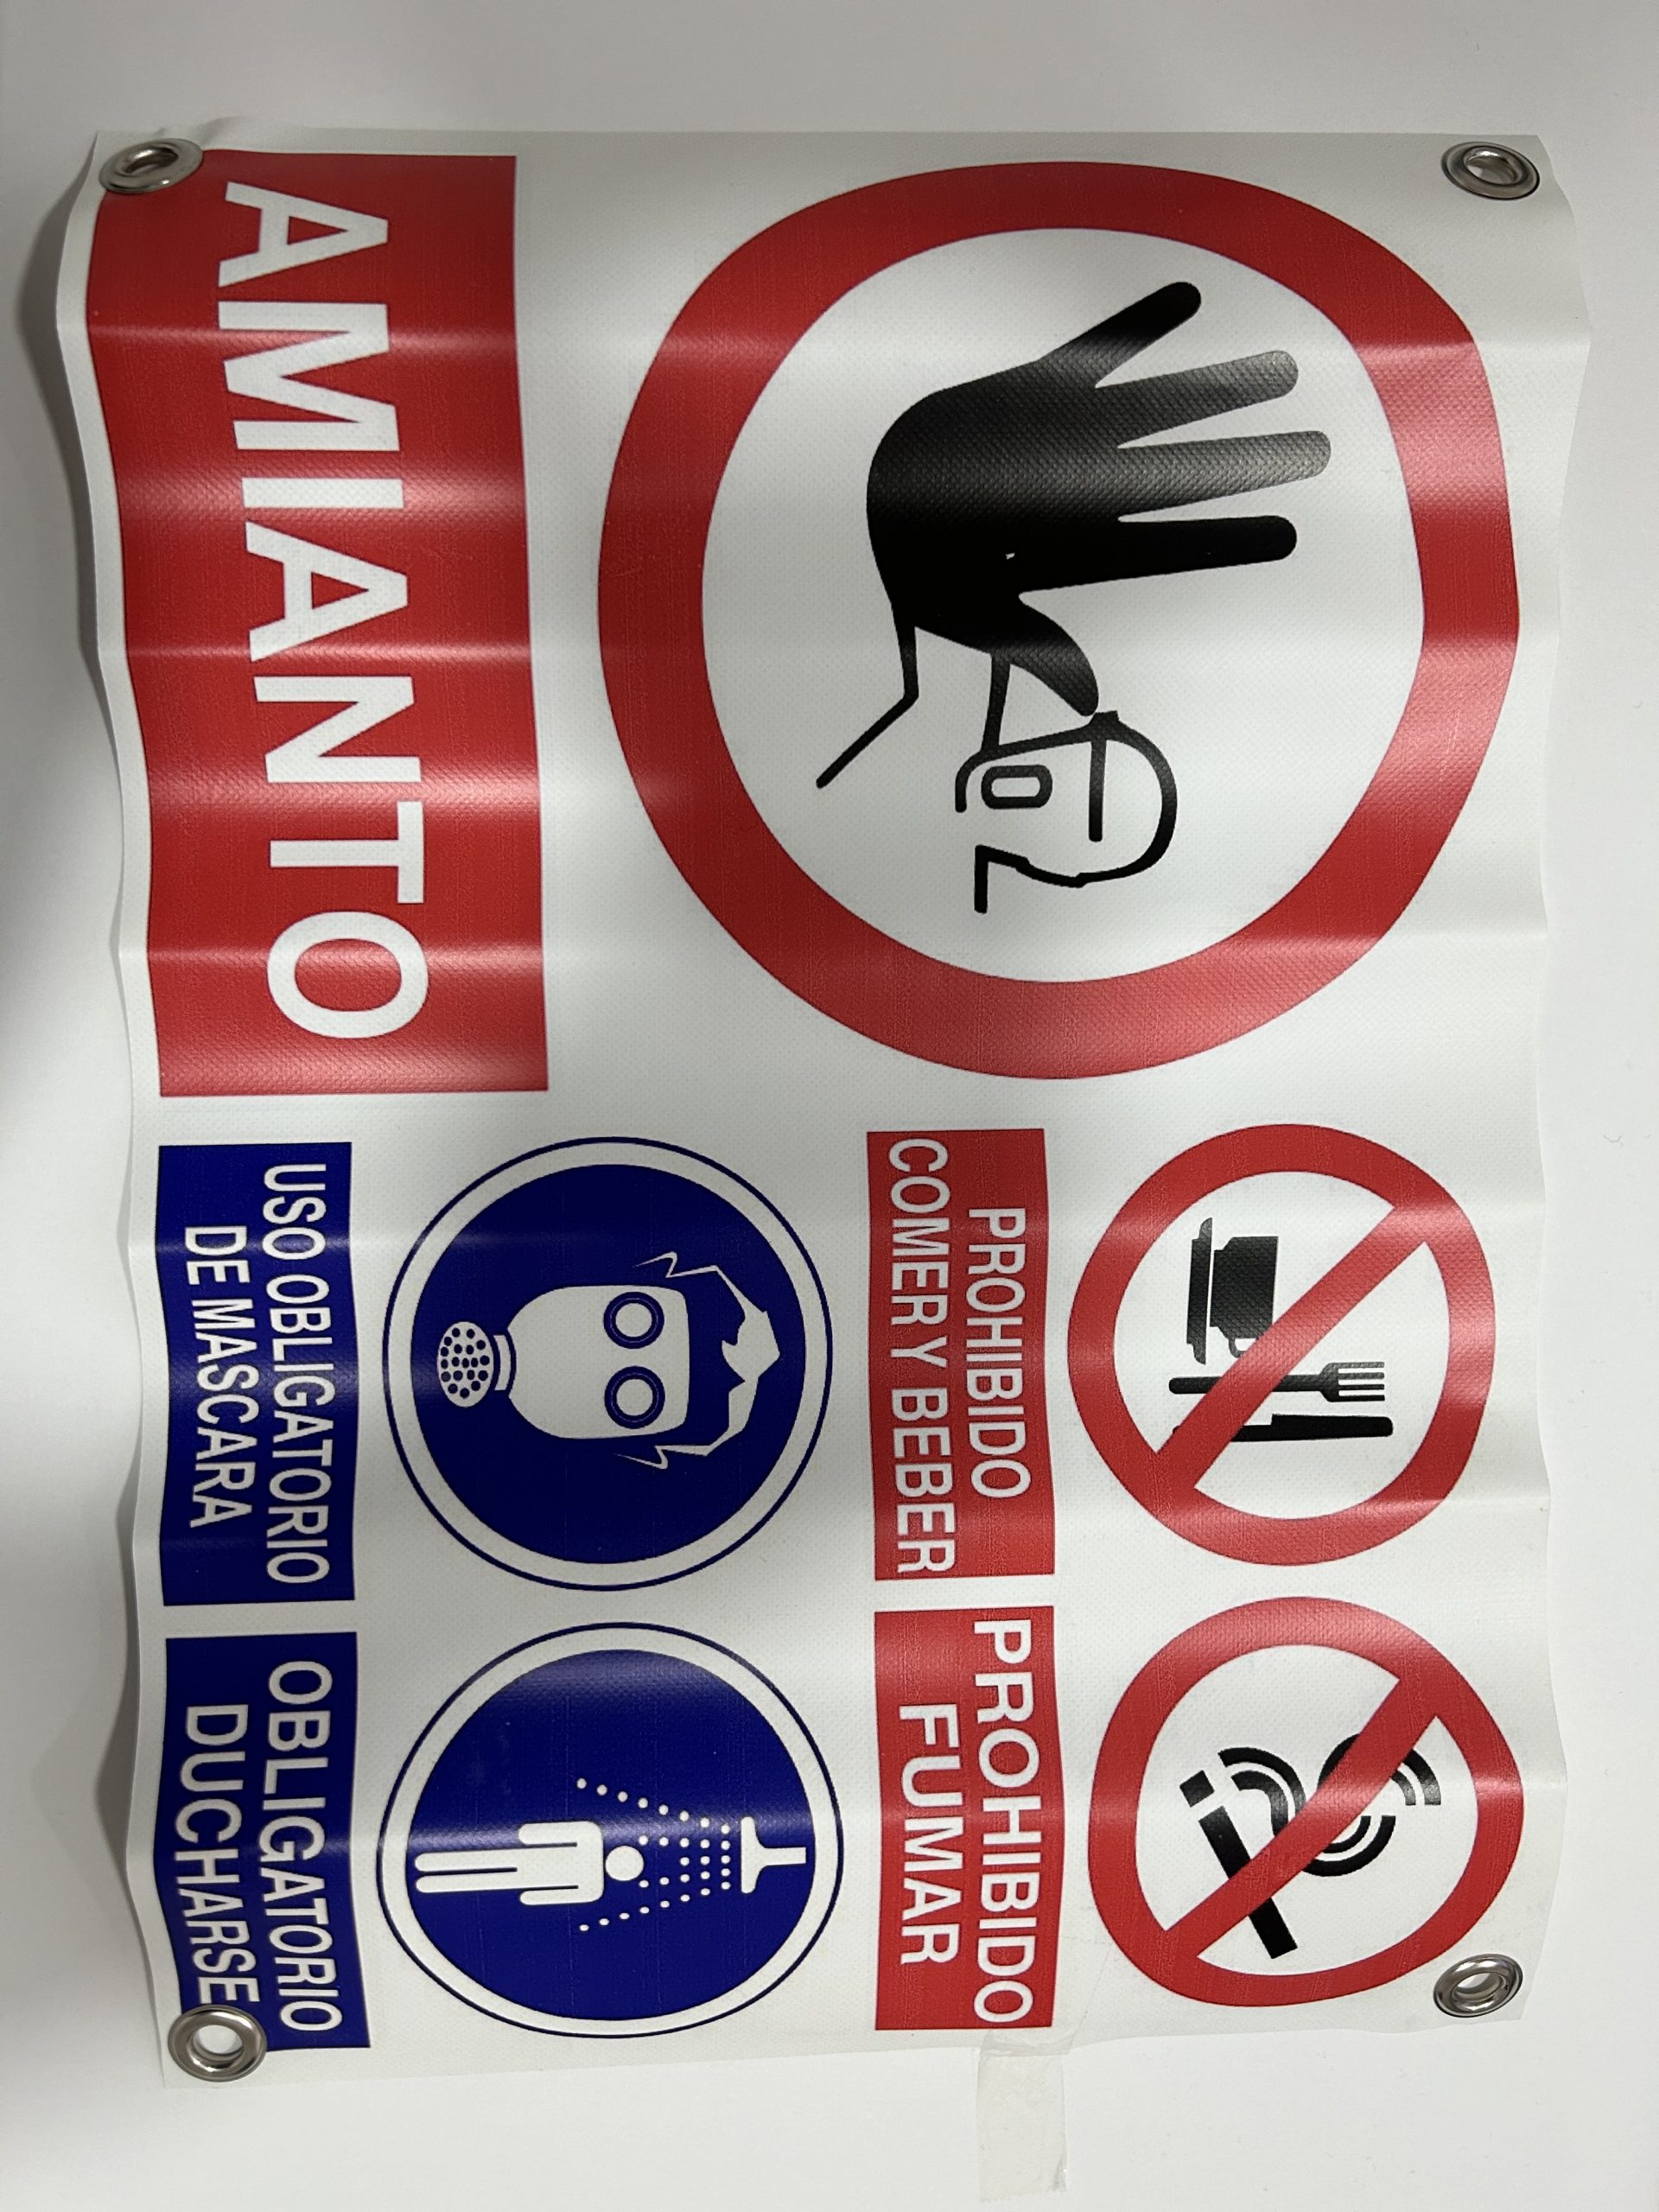 AMIANTO
PROHIBIDO
COMER Y BEBER
PROHIBIDO
FUMAR
USO OBLIGATORIO
DE MASCARA
OBLIGATORIO
DUCHARSE